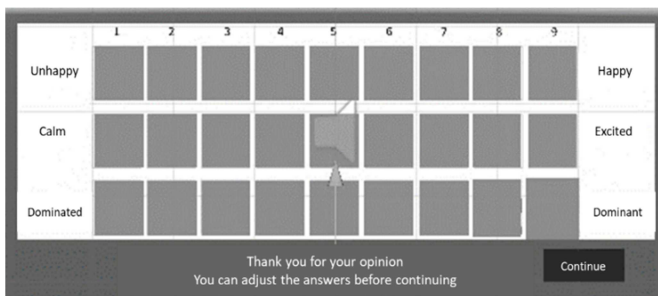 1 2 3 4 5 6 7 8 9
Unhappy Happy
Calm Excited
Dominated Dominant
Thank you for your opinion
You can adjust the answers before continuing
Continue